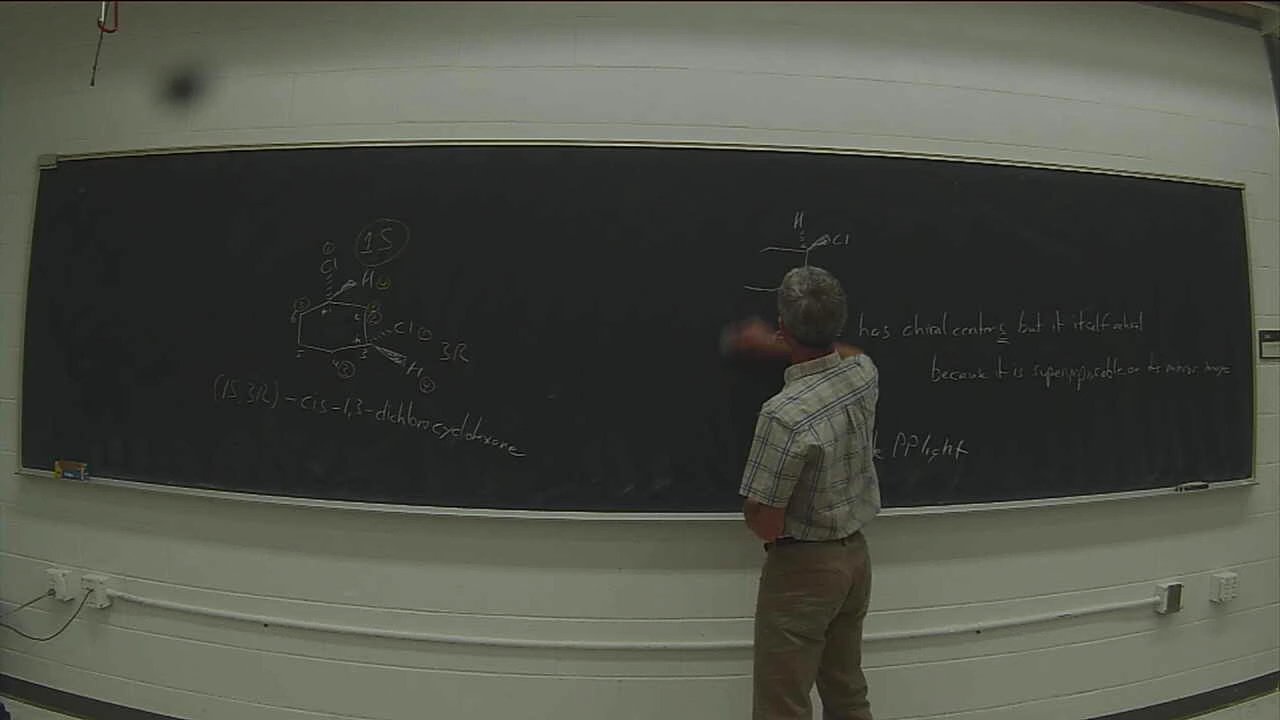 1S
Cl
H
Cl
3R
H
(1S,3R)-cis-1,3-dichlorocyclohexane
H
Cl
has chiral centers but it itself
because it is superimposable on its mirror image
PP light